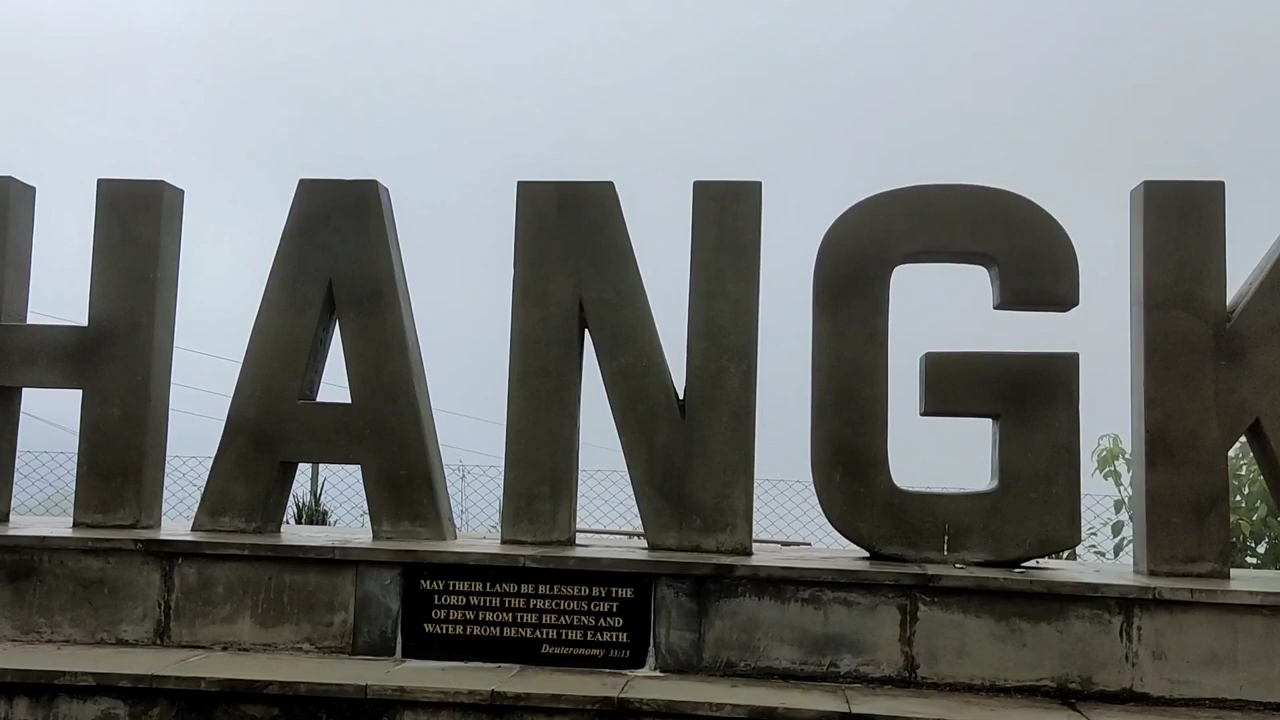 HANGK
MAY THEIR LAND BE BLESSED BY THE
LORD WITH THE PRECIOUS GIFT
OF DEW FROM THE HEAVENS AND
WATER FROM BENEATH THE EARTH.
Deuteronomy 33:13